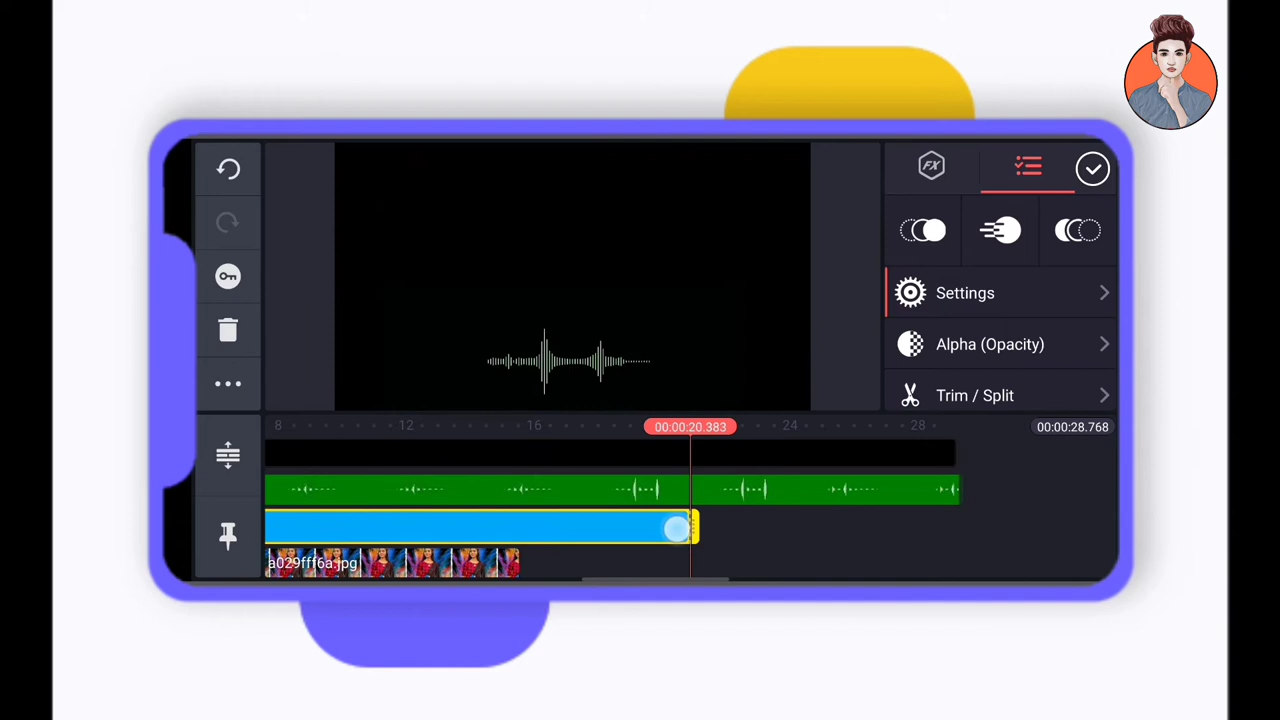 FX
Settings
Alpha (Opacity)
Trim / Split
8 12 16 00:00:20.383 24 28 00:00:28.768
a029fff6a.jpg